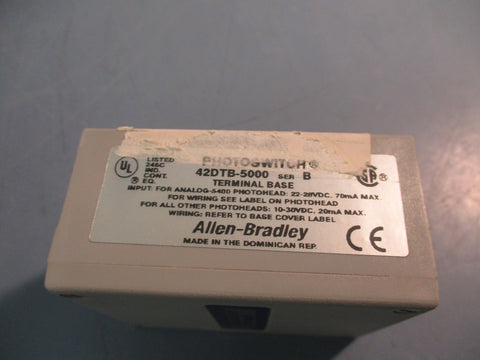 UL
LISTED
246C
IND.
CONT.
EQ.
PHOTOSWITCH®
42DTB-5000 SER B
TERMINAL BASE
INPUT: FOR ANALOG-5400 PHOTOHEAD: 22-28VDC, 70mA MAX.
FOR WIRING SEE LABEL ON PHOTOHEAD
FOR ALL OTHER PHOTOHEADS: 10-30VDC, 20mA MAX.
WIRING: REFER TO BASE COVER LABEL
Allen-Bradley
MADE IN THE DOMINICAN REP.
SA
CE